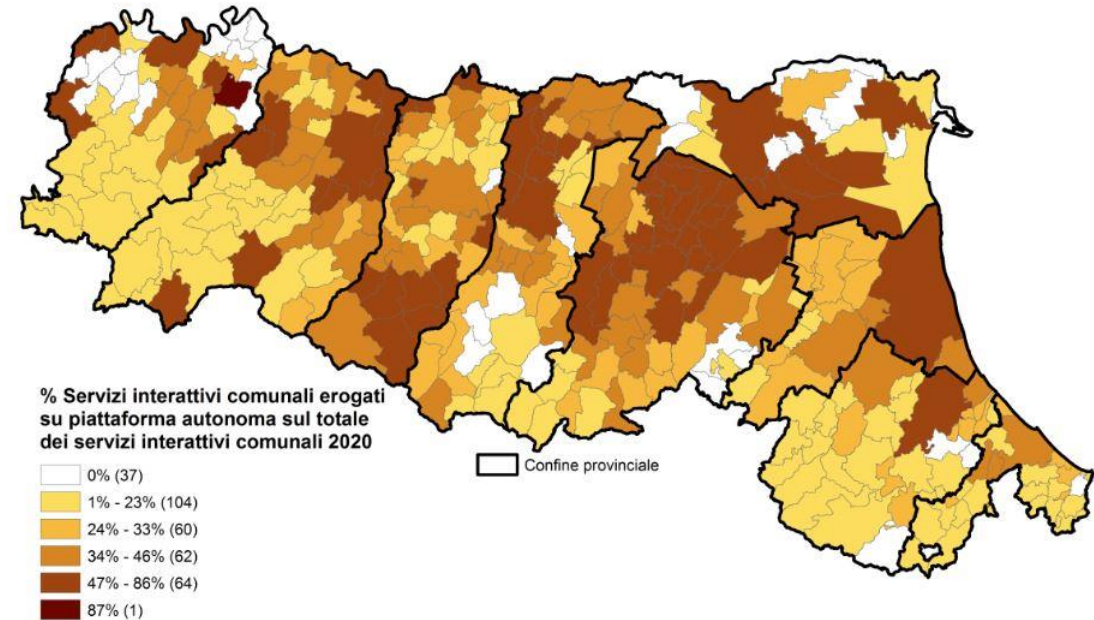 % Servizi interattivi comunali erogati
su piattaforma autonoma sul totale
dei servizi interattivi comunali 2020
0% (37)
1% - 23% (104)
24% - 33% (60)
34% - 46% (62)
47% - 86% (64)
87% (1)
Confine provinciale